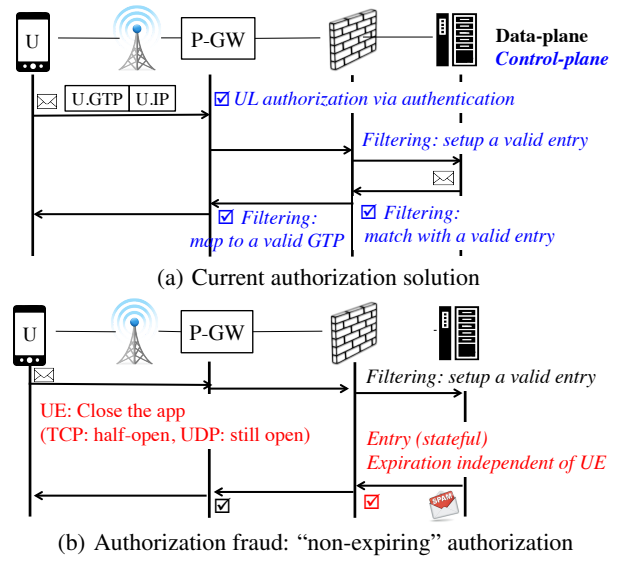 U
P-GW
Data-plane
Control-plane
U.GTP U.IP
UL authorization via authentication
Filtering: setup a valid entry
Filtering:
map to a valid GTP
Filtering:
match with a valid entry
(a) Current authorization solution
U
P-GW
Filtering: setup a valid entry
UE: Close the app
(TCP: half-open, UDP: still open)
Entry (stateful)
Expiration independent of UE
SPAM
(b) Authorization fraud: “non-expiring” authorization